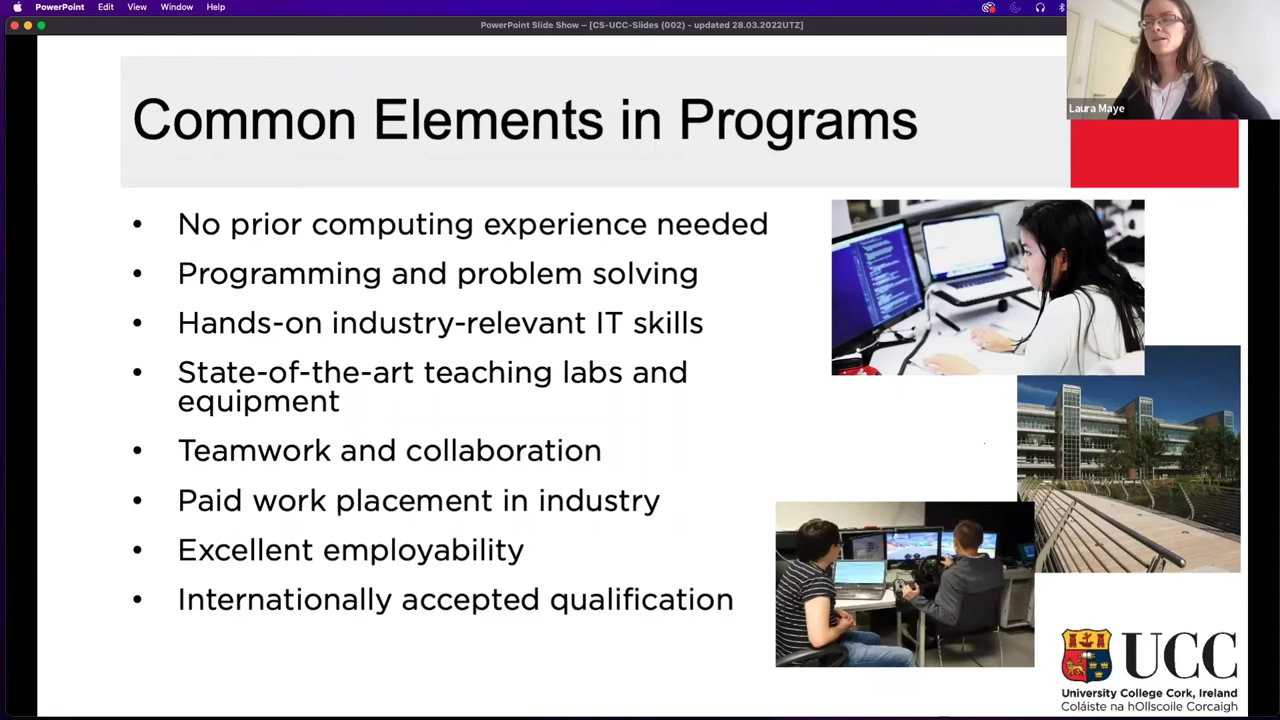 PowerPoint Edit View Window Help
PowerPoint Slide Show – [CS-UCC-Slides (002) - updated 28.03.2022UTZ]
Laura Maye
Common Elements in Programs
• No prior computing experience needed
• Programming and problem solving
• Hands-on industry-relevant IT skills
• State-of-the-art teaching labs and
equipment
• Teamwork and collaboration
• Paid work placement in industry
• Excellent employability
• Internationally accepted qualification
UCC
University College Cork, Ireland
Coláiste na hOllscoile Corcaigh